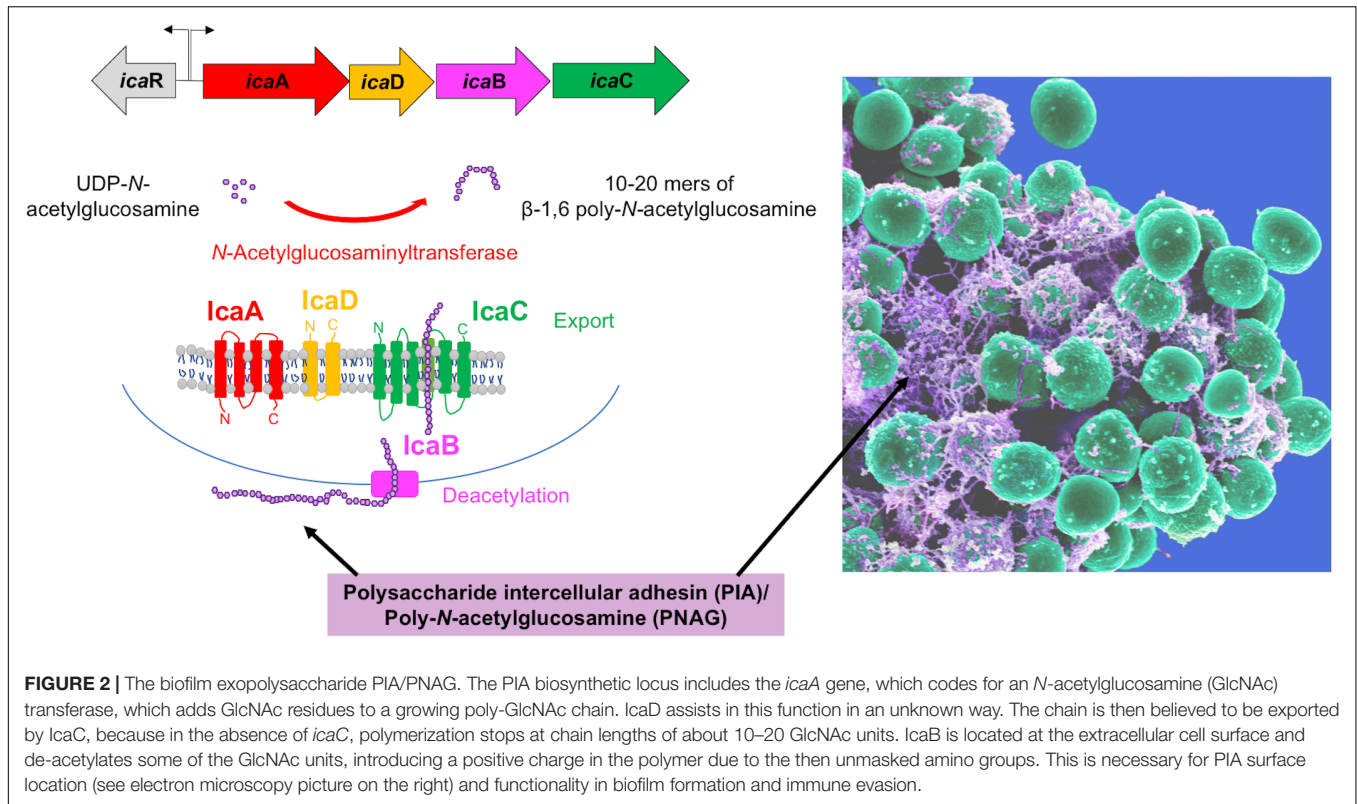 icaR
icaA
icaD
icaB
icaC
UDP-N-
acetylglucosamine
10-20 mers of
β-1,6 poly-N-acetylglucosamine
N-Acetylglucosaminyltransferase
IcaA
IcaD
IcaC
N
C
N
C
Export
N
C
IcaB
Deacetylation
Polysaccharide intercellular adhesin (PIA)/
Poly-N-acetylglucosamine (PNAG)
FIGURE 2 | The biofilm exopolysaccharide PIA/PNAG. The PIA biosynthetic locus includes the icaA gene, which codes for an N-acetylglucosamine (GlcNAc)
transferase, which adds GlcNAc residues to a growing poly-GlcNAc chain. IcaD assists in this function in an unknown way. The chain is then believed to be exported
by IcaC, because in the absence of icaC, polymerization stops at chain lengths of about 10–20 GlcNAc units. IcaB is located at the extracellular cell surface and
de-acetylates some of the GlcNAc units, introducing a positive charge in the polymer due to the then unmasked amino groups. This is necessary for PIA surface
location (see electron microscopy picture on the right) and functionality in biofilm formation and immune evasion.